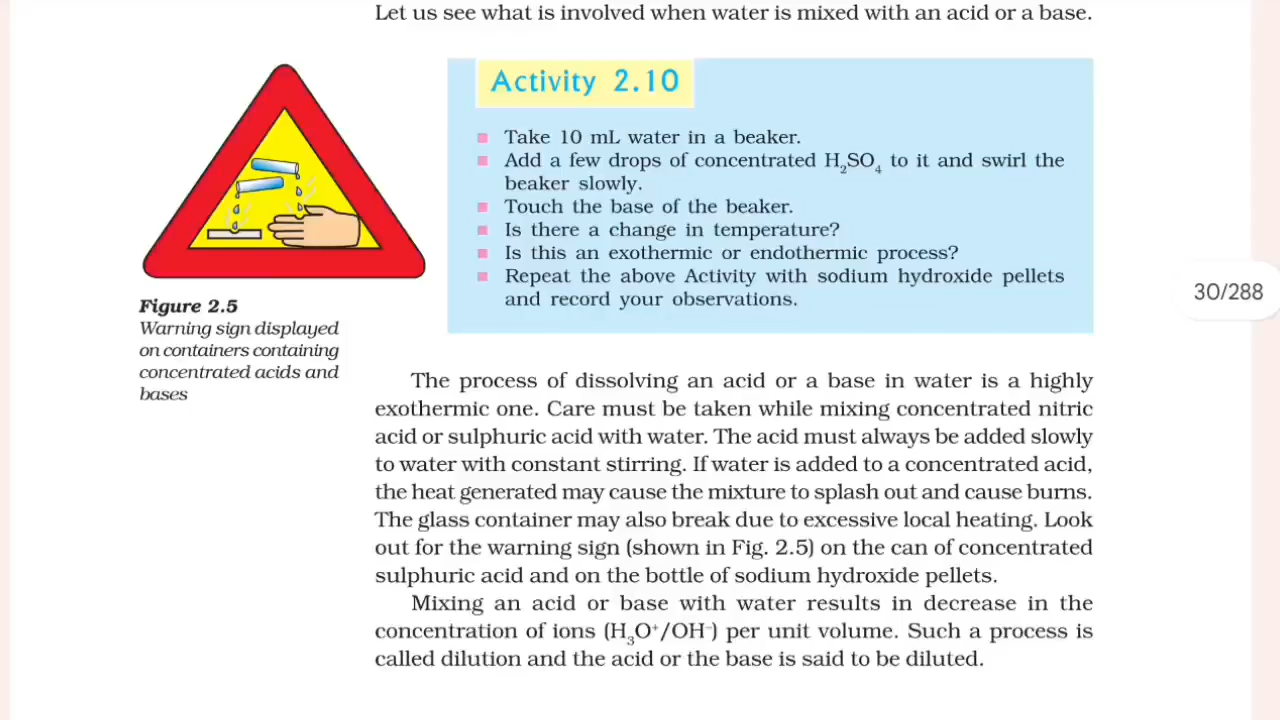 Let us see what is involved when water is mixed with an acid or a base.
Activity 2.10
■ Take 10 mL water in a beaker.
■ Add a few drops of concentrated H₂SO₄ to it and swirl the
beaker slowly.
■ Touch the base of the beaker.
■ Is there a change in temperature?
■ Is this an exothermic or endothermic process?
■ Repeat the above Activity with sodium hydroxide pellets
and record your observations.
Figure 2.5
Warning sign displayed
on containers containing
concentrated acids and
bases
30/288
The process of dissolving an acid or a base in water is a highly
exothermic one. Care must be taken while mixing concentrated nitric
acid or sulphuric acid with water. The acid must always be added slowly
to water with constant stirring. If water is added to a concentrated acid,
the heat generated may cause the mixture to splash out and cause burns.
The glass container may also break due to excessive local heating. Look
out for the warning sign (shown in Fig. 2.5) on the can of concentrated
sulphuric acid and on the bottle of sodium hydroxide pellets.
Mixing an acid or base with water results in decrease in the
concentration of ions (H₃O⁺/OH⁻) per unit volume. Such a process is
called dilution and the acid or the base is said to be diluted.